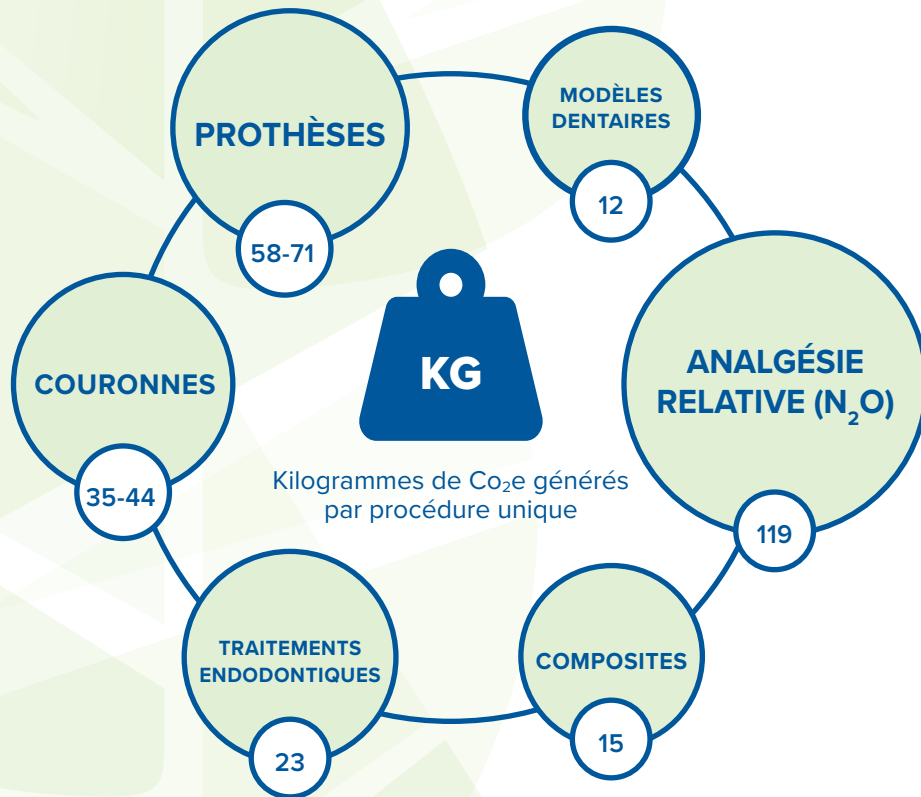 PROTHÈSES
58-71
MODÈLES
DENTAIRES
12
ANALGÉSIE
RELATIVE (N₂O)
119
COMPOSITES
15
TRAITEMENTS
ENDODONTIQUES
23
COURONNES
35-44
KG
Kilogrammes de Co₂e générés
par procédure unique